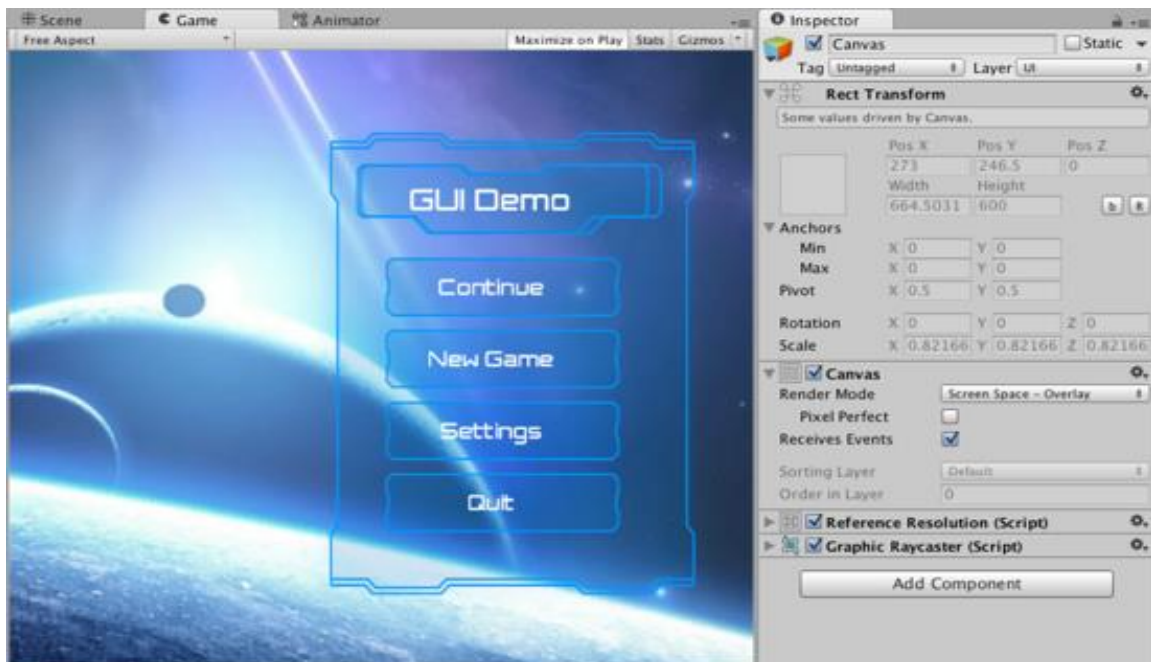 Scene Game Animator
Free Aspect Maximize on Play Stats Gizmos
GUI Demo
Continue
New Game
Settings
Quit
Inspector
Canvas Static
Tag Untagged Layer UI
Rect Transform
Some values driven by Canvas.
Pos X Pos Y Pos Z
273 246.5 0
Width Height
664.5031 600
R
Anchors
Min X 0 Y 0
Max X 0 Y 0
Pivot X 0.5 Y 0.5
Rotation X 0 Y 0 Z 0
Scale X 0.82166 Y 0.82166 Z 0.82166
Canvas
Render Mode Screen Space - Overlay
Pixel Perfect
Receives Events
Sorting Layer Default
Order in Layer 0
Reference Resolution (Script)
Graphic Raycaster (Script)
Add Component